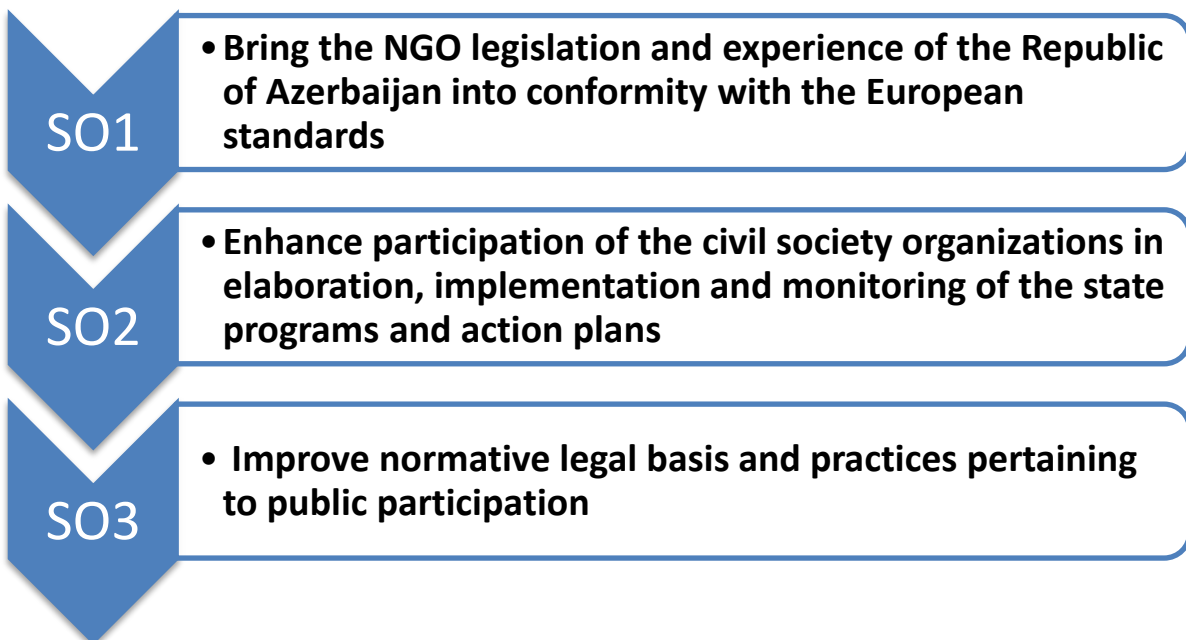 SO1
• Bring the NGO legislation and experience of the Republic
of Azerbaijan into conformity with the European
standards
SO2
• Enhance participation of the civil society organizations in
elaboration, implementation and monitoring of the state
programs and action plans
SO3
• Improve normative legal basis and practices pertaining
to public participation